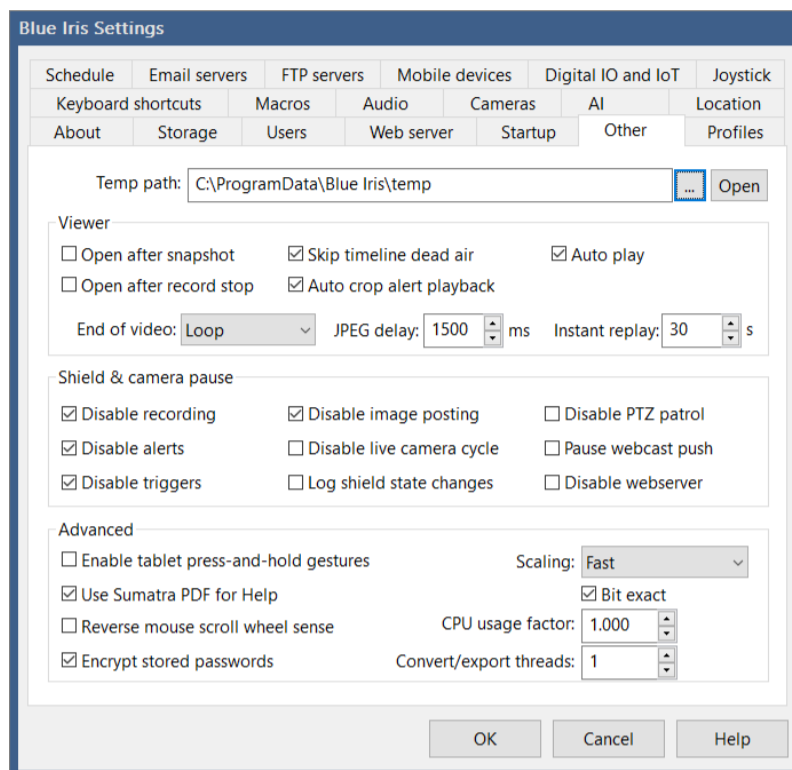 Blue Iris Settings
Schedule Email servers FTP servers Mobile devices Digital IO and IoT Joystick
Keyboard shortcuts Macros Audio Cameras AI Location
About Storage Users Web server Startup Other Profiles
Temp path: C:\ProgramData\Blue Iris\temp ... Open
Viewer
Open after snapshot Skip timeline dead air Auto play
Open after record stop Auto crop alert playback
End of video: Loop JPEG delay: 1500 ms Instant replay: 30 s
Shield & camera pause
Disable recording Disable image posting Disable PTZ patrol
Disable alerts Disable live camera cycle Pause webcast push
Disable triggers Log shield state changes Disable webserver
Advanced
Enable tablet press-and-hold gestures Scaling: Fast
Use Sumatra PDF for Help Bit exact
Reverse mouse scroll wheel sense CPU usage factor: 1.000
Encrypt stored passwords Convert/export threads: 1
OK Cancel Help